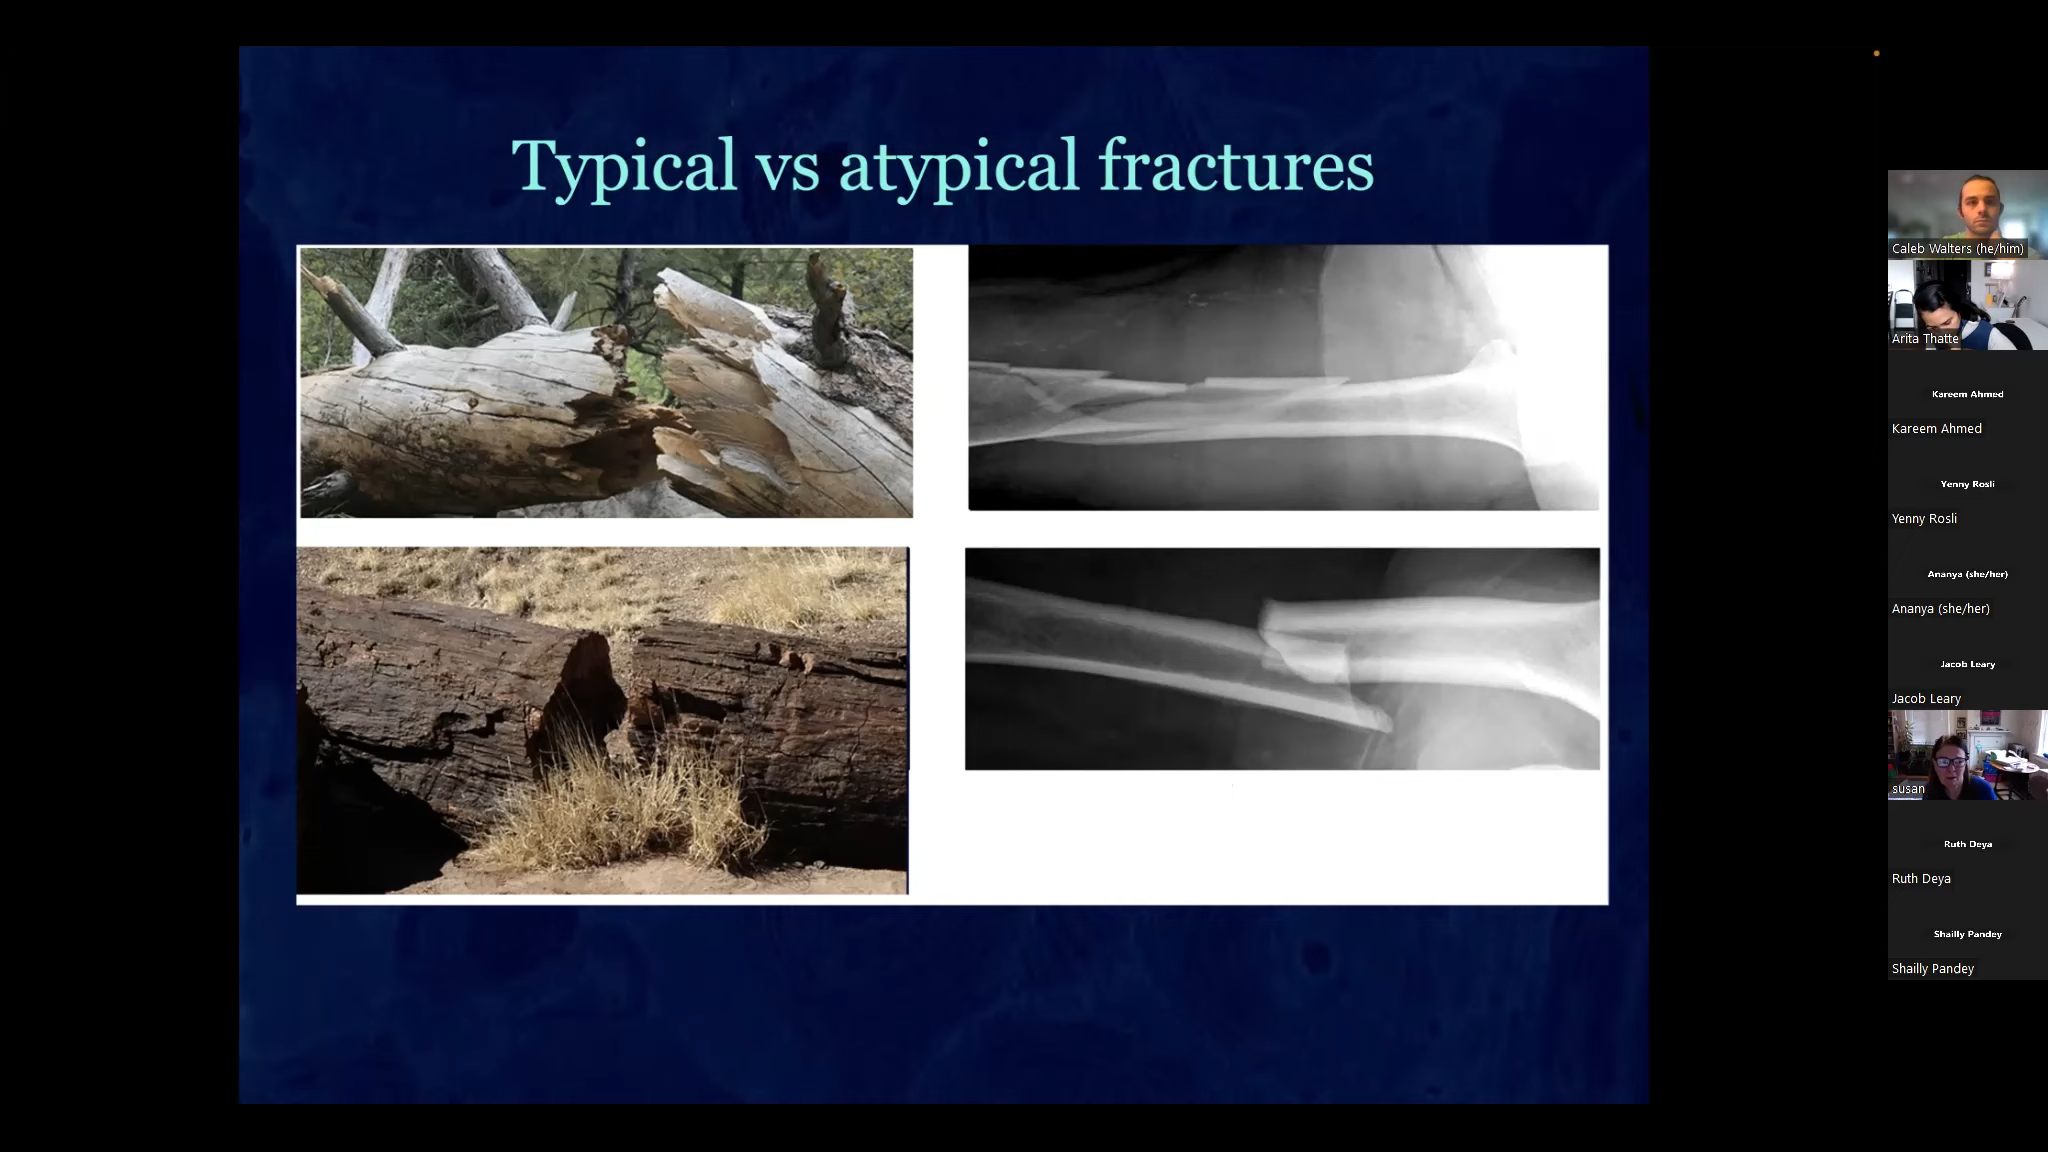 Typical vs atypical fractures
Caleb Walters (he/him)
Arita Thatte
Kareem Ahmed
Kareem Ahmed
Yenny Rosli
Yenny Rosli
Ananya (she/her)
Ananya (she/her)
Jacob Leary
Jacob Leary
susan
Ruth Deya
Ruth Deya
Shailly Pandey
Shailly Pandey